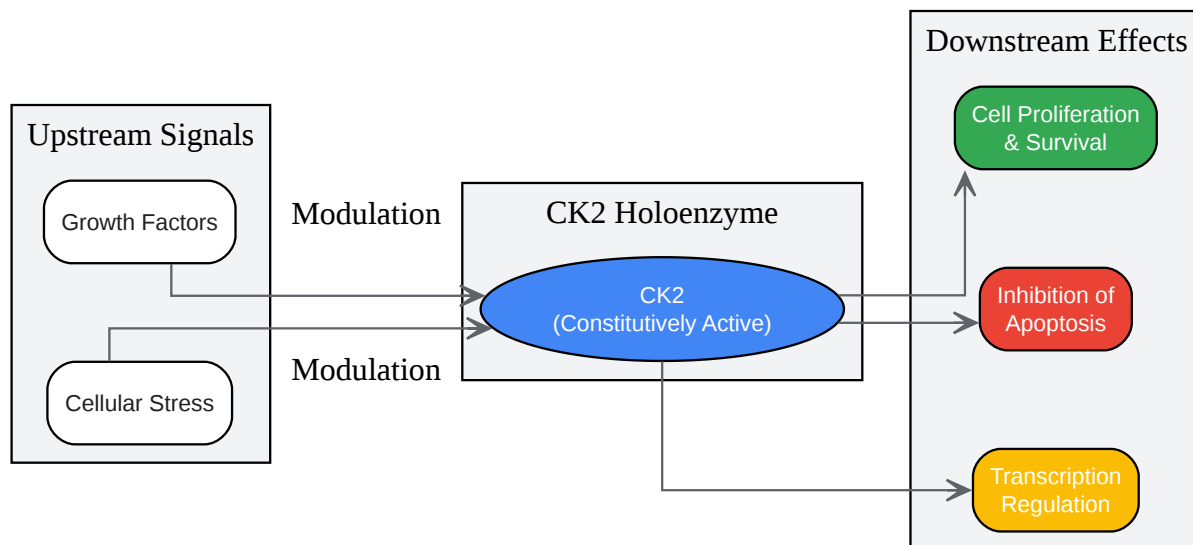 Upstream Signals
Growth Factors
Cellular Stress
Modulation
Modulation
CK2 Holoenzyme
CK2
(Constitutively Active)
Downstream Effects
Cell Proliferation
& Survival
Inhibition of
Apoptosis
Transcription
Regulation